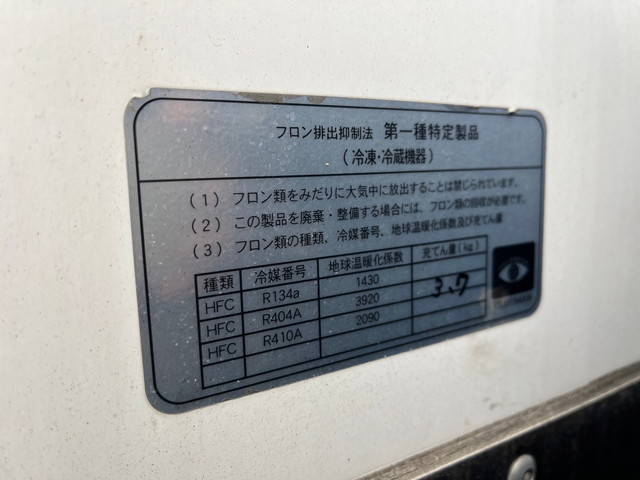 フロン排出抑制法 第一種特定製品
(冷凍・冷蔵機器)
(1) フロン類をみだりに大気中に放出することは禁じられています。
(2) この製品を廃棄・整備する場合には、フロン類の回収が必要です。
(3) フロン類の種類、冷媒番号、地球温暖化係数及び充てん量
種類 冷媒番号 地球温暖化係数 充てん量(kg)
HFC R134a 1430 3.7
HFC R404A 3920
HFC R410A 2090